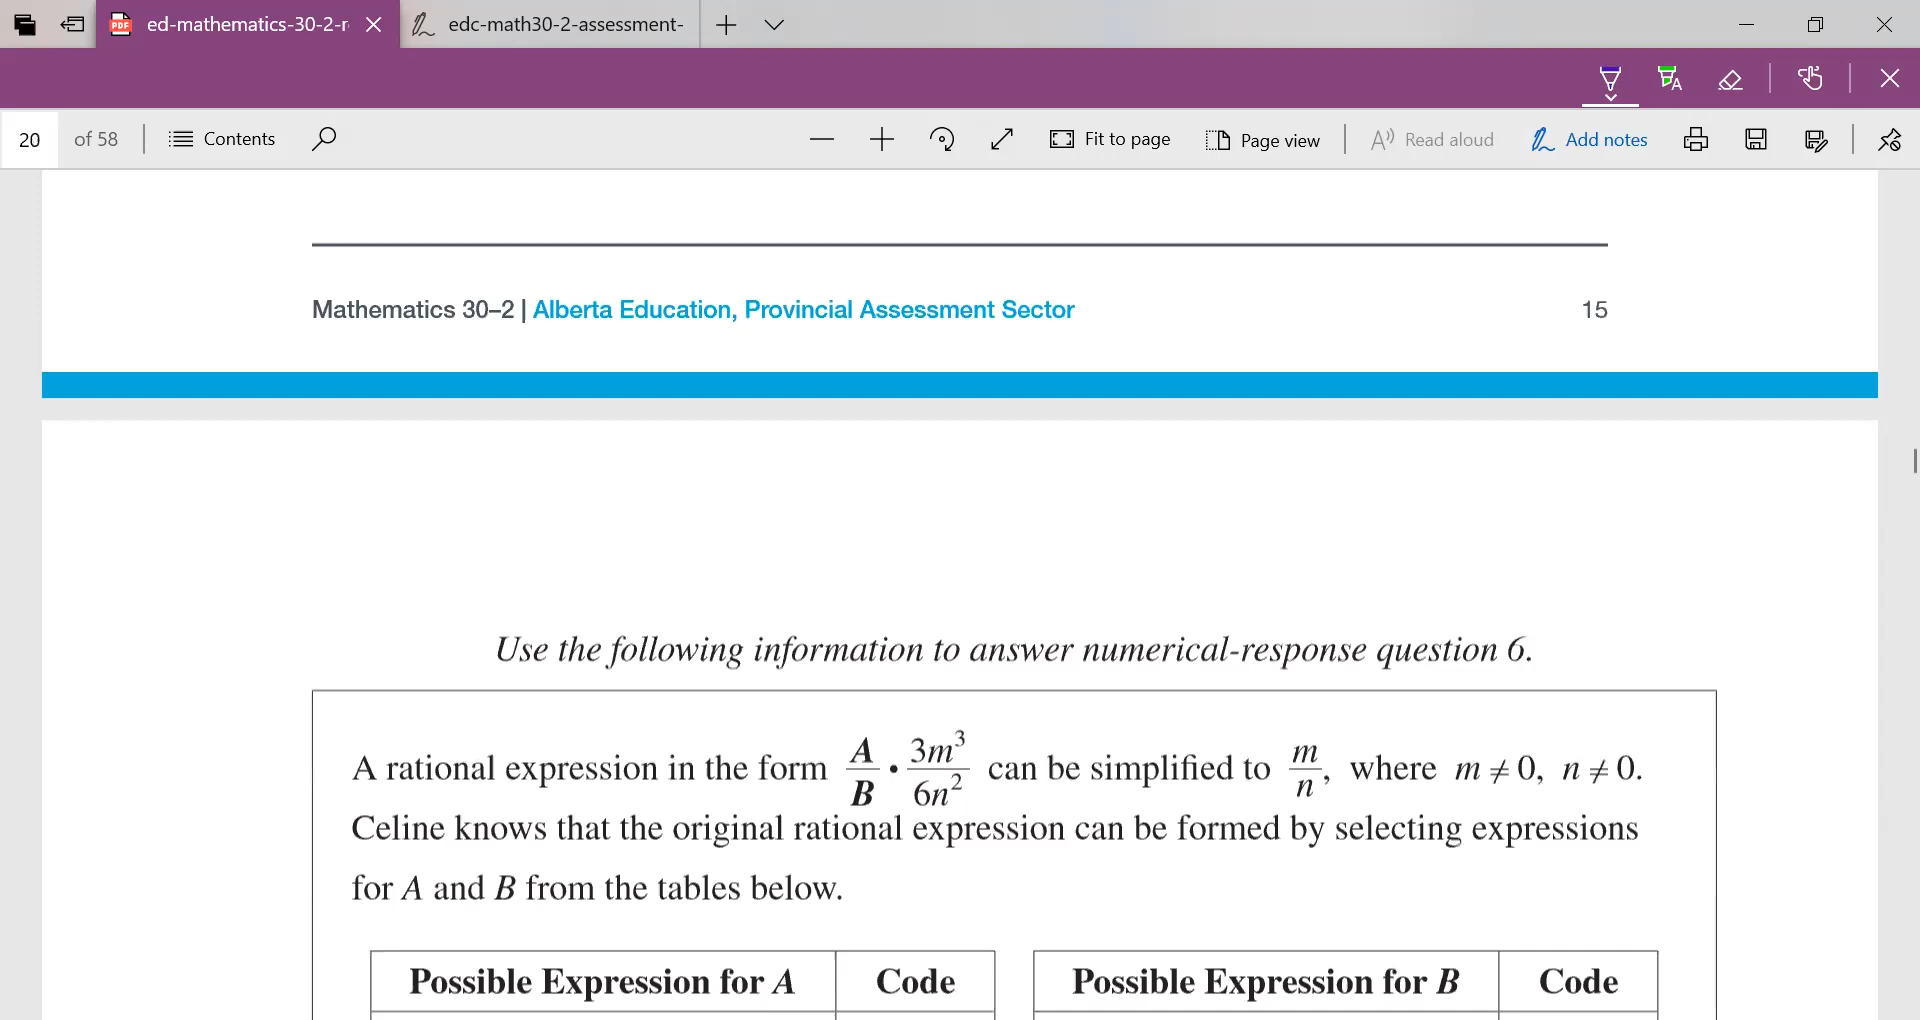 ed-mathematics-30-2-r
edc-math30-2-assessment-
20 of 58 Contents Fit to page Page view Read aloud Add notes
Mathematics 30–2 | Alberta Education, Provincial Assessment Sector 15
Use the following information to answer numerical-response question 6.
A rational expression in the form A/B • 3m³/6n² can be simplified to m/n, where m ≠ 0, n ≠ 0.
Celine knows that the original rational expression can be formed by selecting expressions
for A and B from the tables below.
Possible Expression for A Code Possible Expression for B Code